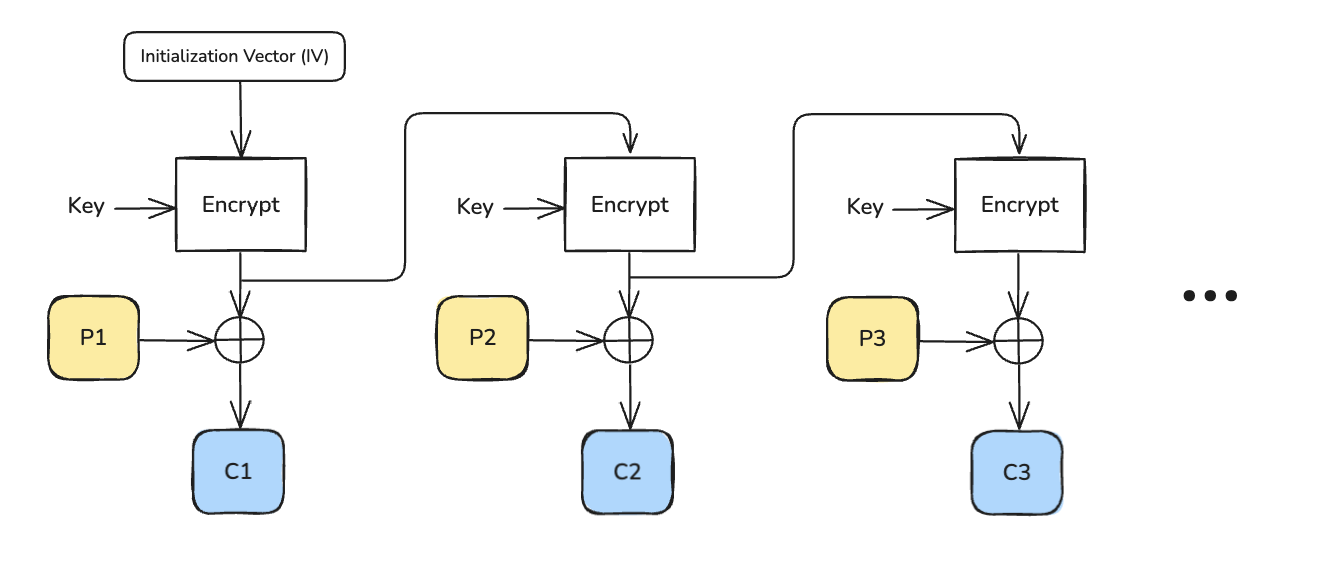 Initialization Vector (IV)
Key
Encrypt
Key
Encrypt
Key
Encrypt
P1
P2
P3
C1
C2
C3